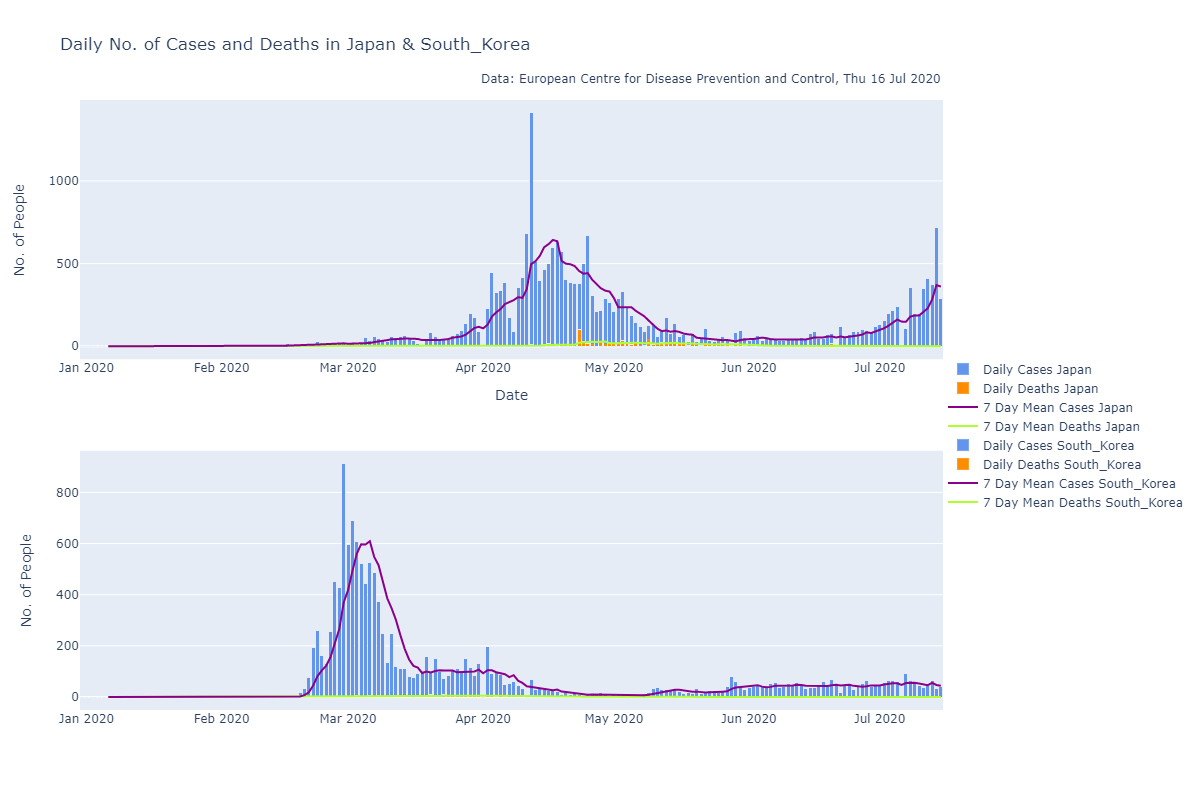 Daily No. of Cases and Deaths in Japan & South_Korea
Data: European Centre for Disease Prevention and Control, Thu 16 Jul 2020
No. of People
1000
500
0
Jan 2020 Feb 2020 Mar 2020 Apr 2020 May 2020 Jun 2020 Jul 2020
Date
Daily Cases Japan
Daily Deaths Japan
7 Day Mean Cases Japan
7 Day Mean Deaths Japan
Daily Cases South_Korea
Daily Deaths South_Korea
7 Day Mean Cases South_Korea
7 Day Mean Deaths South_Korea
No. of People
800
600
400
200
0
Jan 2020 Feb 2020 Mar 2020 Apr 2020 May 2020 Jun 2020 Jul 2020